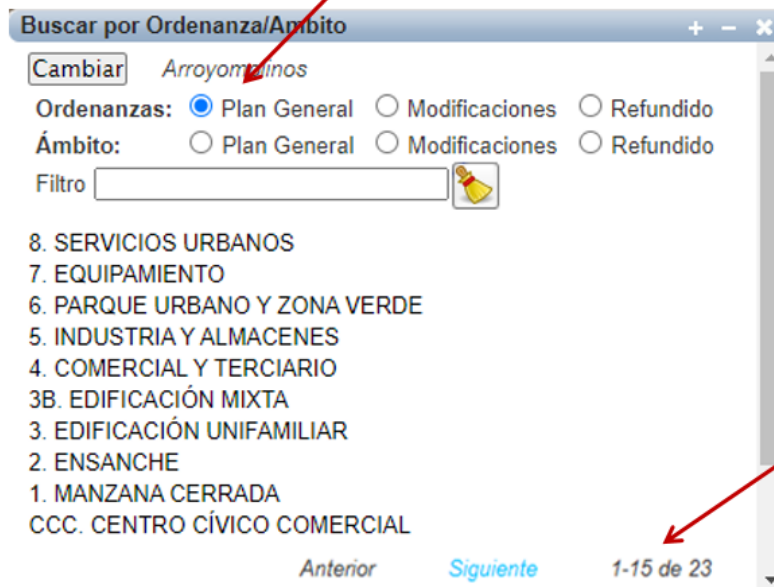 Buscar por Ordenanza/Ambito
Cambiar Arroyomolinos
Ordenanzas: Plan General Modificaciones Refundido
Ámbito: Plan General Modificaciones Refundido
Filtro
8. SERVICIOS URBANOS
7. EQUIPAMIENTO
6. PARQUE URBANO Y ZONA VERDE
5. INDUSTRIA Y ALMACENES
4. COMERCIAL Y TERCIARIO
3B. EDIFICACIÓN MIXTA
3. EDIFICACIÓN UNIFAMILIAR
2. ENSANCHE
1. MANZANA CERRADA
CCC. CENTRO CÍVICO COMERCIAL
Anterior Siguiente 1-15 de 23